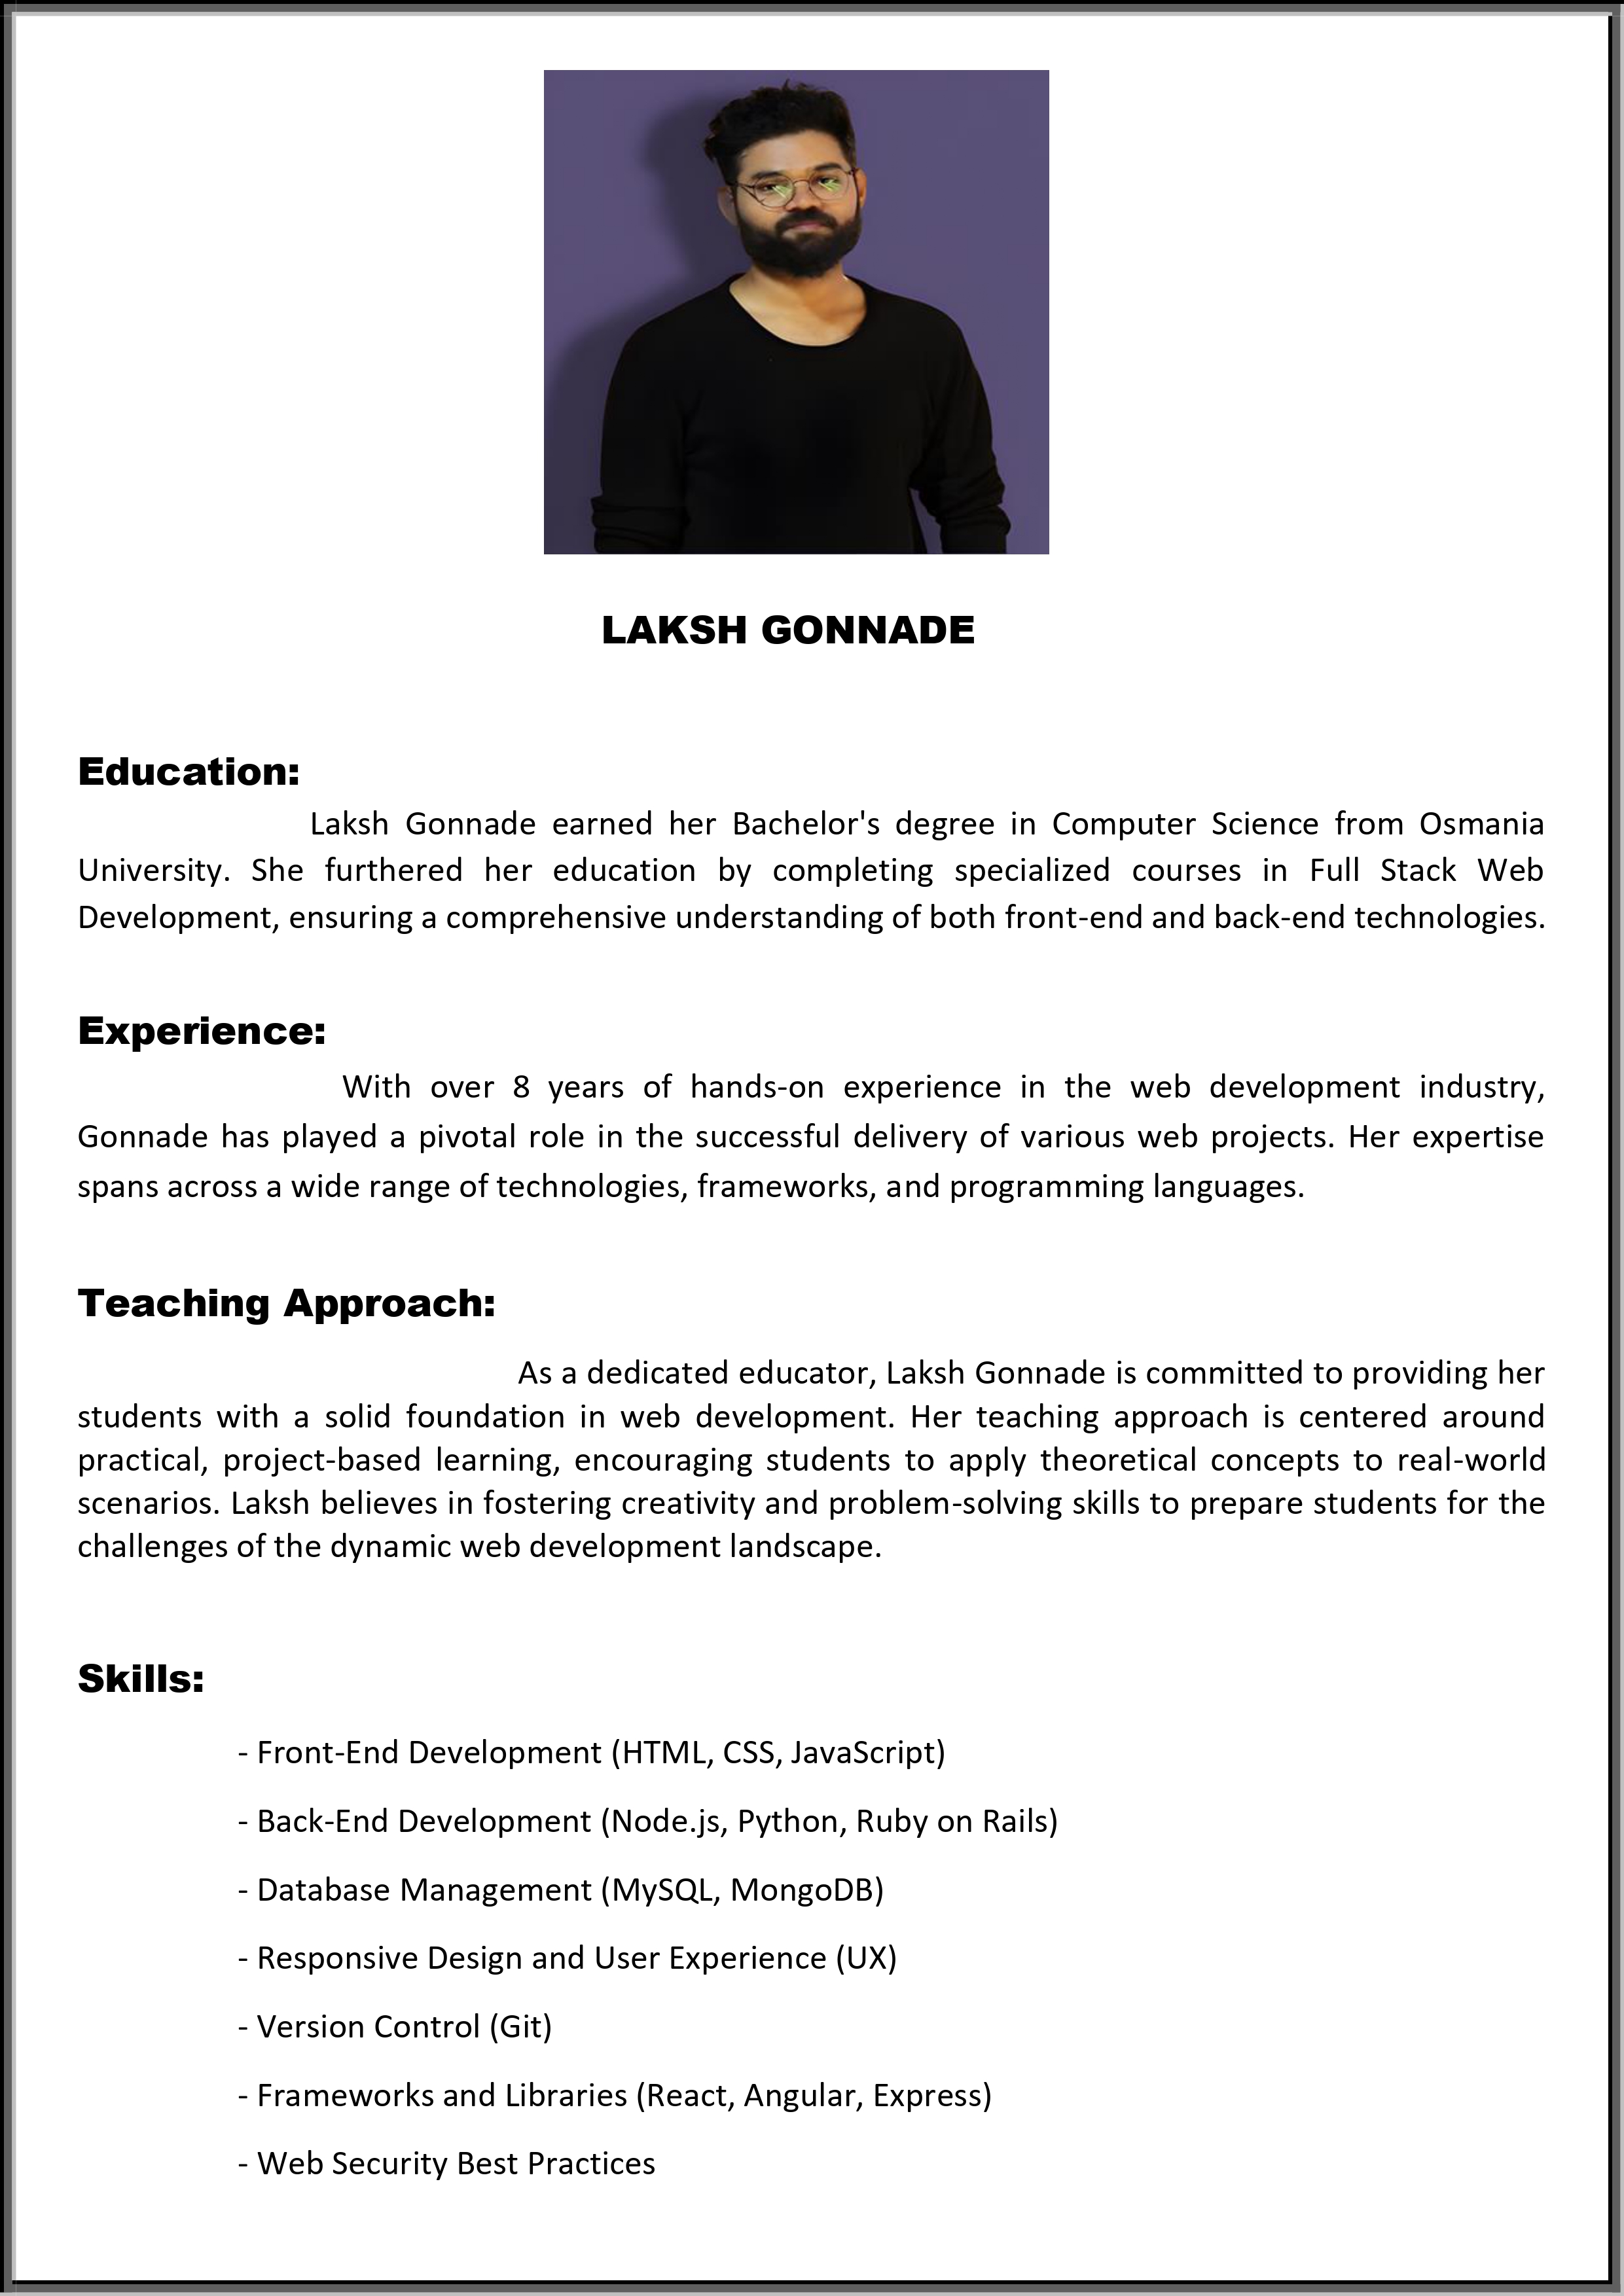 LAKSH GONNADE
Education:
Laksh Gonnade earned her Bachelor's degree in Computer Science from Osmania
University. She furthered her education by completing specialized courses in Full Stack Web
Development, ensuring a comprehensive understanding of both front-end and back-end technologies.
Experience:
With over 8 years of hands-on experience in the web development industry,
Gonnade has played a pivotal role in the successful delivery of various web projects. Her expertise
spans across a wide range of technologies, frameworks, and programming languages.
Teaching Approach:
As a dedicated educator, Laksh Gonnade is committed to providing her
students with a solid foundation in web development. Her teaching approach is centered around
practical, project-based learning, encouraging students to apply theoretical concepts to real-world
scenarios. Laksh believes in fostering creativity and problem-solving skills to prepare students for the
challenges of the dynamic web development landscape.
Skills:
- Front-End Development (HTML, CSS, JavaScript)
- Back-End Development (Node.js, Python, Ruby on Rails)
- Database Management (MySQL, MongoDB)
- Responsive Design and User Experience (UX)
- Version Control (Git)
- Frameworks and Libraries (React, Angular, Express)
- Web Security Best Practices